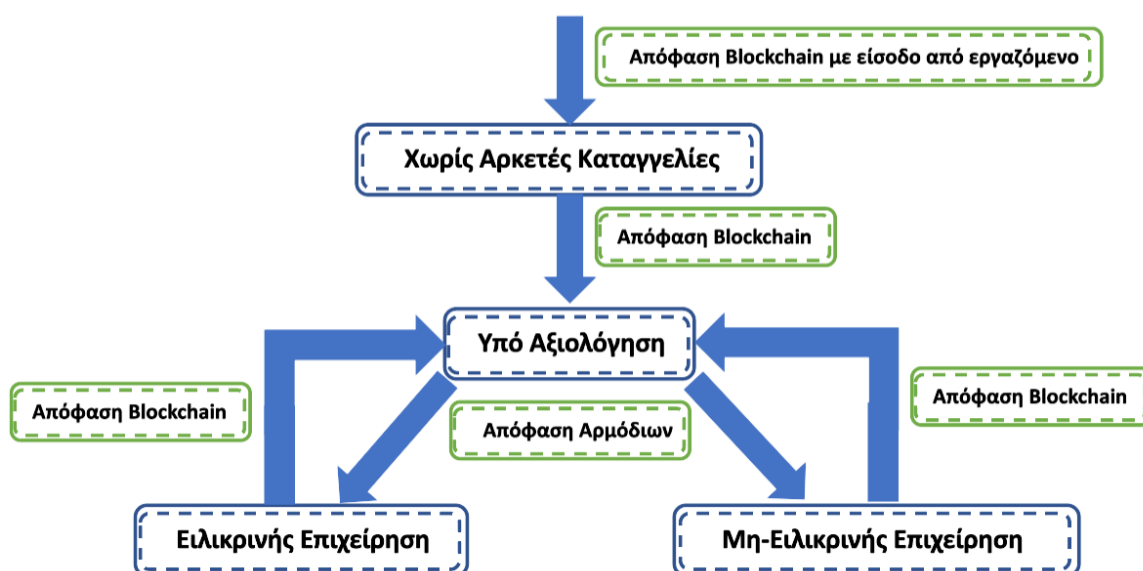 Απόφαση Blockchain με είσοδο από εργαζόμενο
Χωρίς Αρκετές Καταγγελίες
Απόφαση Blockchain
Υπό Αξιολόγηση
Απόφαση Blockchain
Απόφαση Blockchain
Απόφαση Αρμόδιων
Ειλικρινής Επιχείρηση
Μη-Ειλικρινής Επιχείρηση